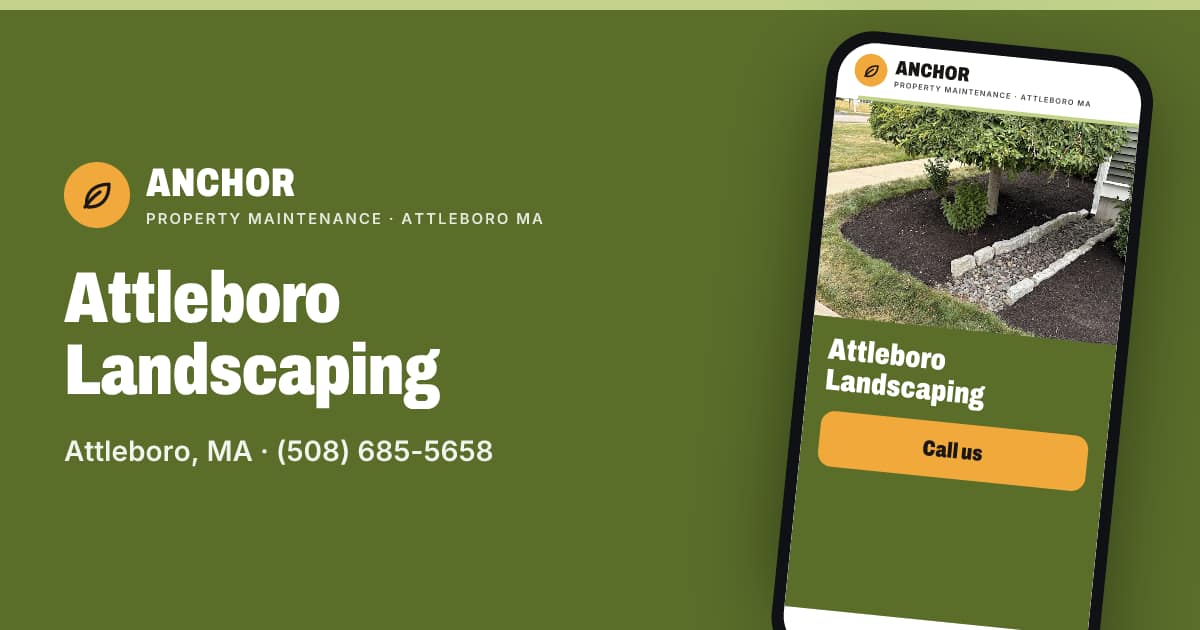 ANCHOR
PROPERTY MAINTENANCE · ATTLEBORO MA
Attleboro
Landscaping
Attleboro, MA · (508) 685-5658
ANCHOR
PROPERTY MAINTENANCE · ATTLEBORO MA
Attleboro
Landscaping
Call us